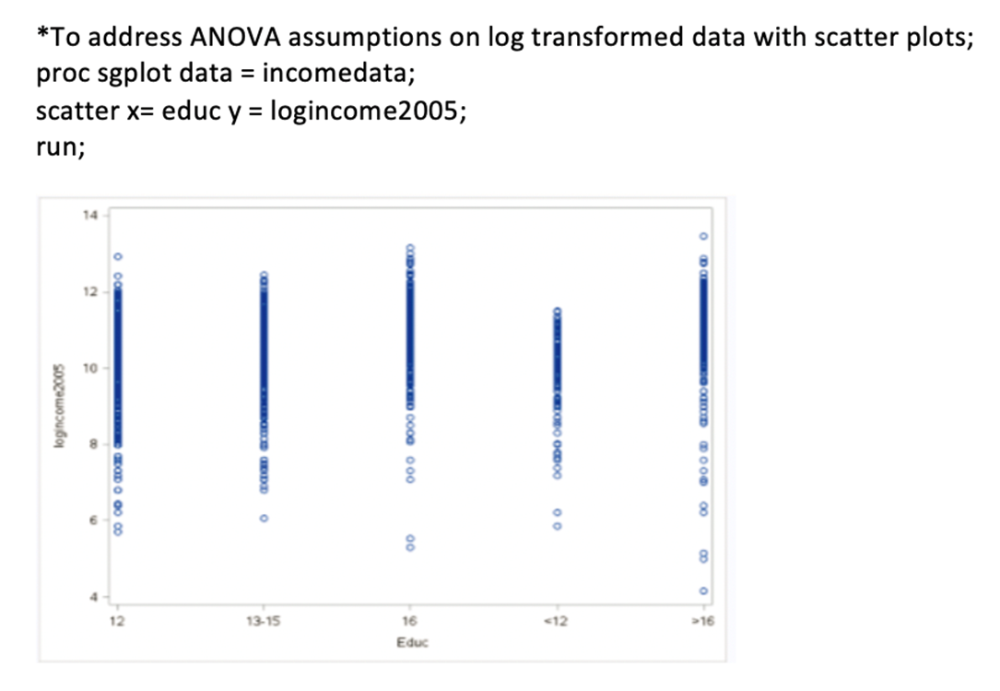 *To address ANOVA assumptions on log transformed data with scatter plots;
proc sgplot data = incomedata;
scatter x= educ y = logincome2005;
run;
14
12
10
8
6
4
logincome2005
12 13-15 16 <12 >16
Educ